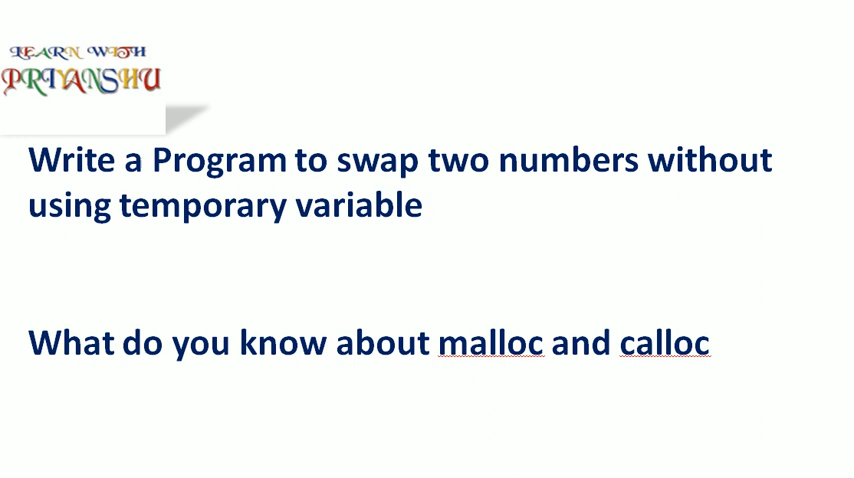 LEARN WITH
PRIYANSHU
Write a Program to swap two numbers without
using temporary variable
What do you know about malloc and calloc